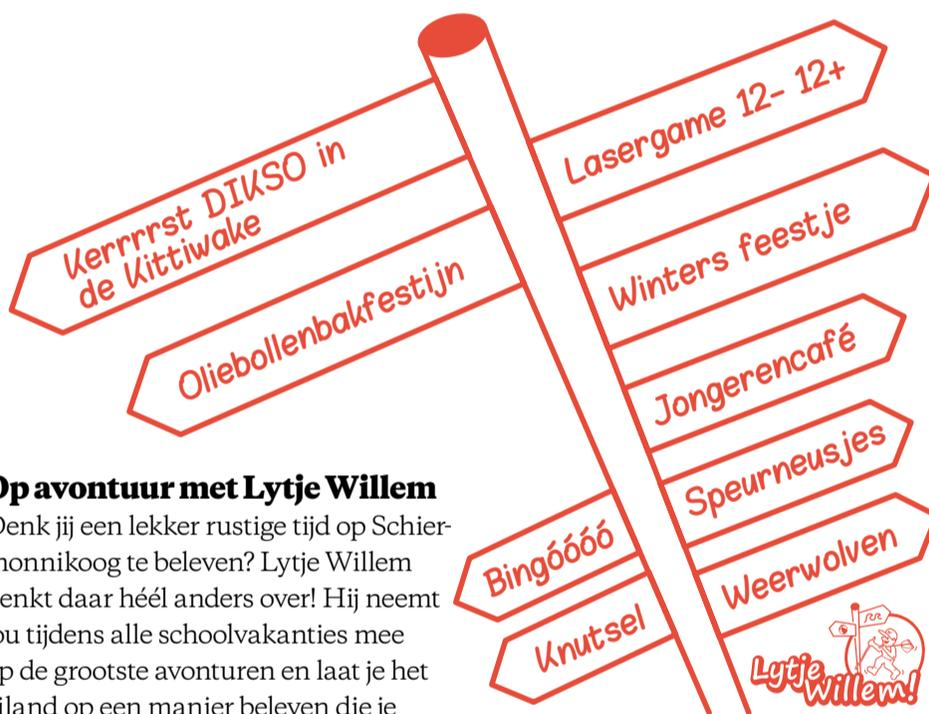 Kerrrrst DIKSO in
de Kittiwake
Oliebollenbakfestijn
Lasergame 12- 12+
Winters feestje
Jongerencafé
Speurneusjes
Weerwolven
Bingóóóó
Knutsel
Op avontuur met Lytje Willem
Denk jij een lekker rustige tijd op Schier-
monnikoog te beleven? Lytje Willem
denkt daar héél anders over! Hij neemt
jou tijdens alle schoolvakanties mee
op de grootste avonturen en laat je het
eiland op een manier beleven die je
Lytje
Willem!